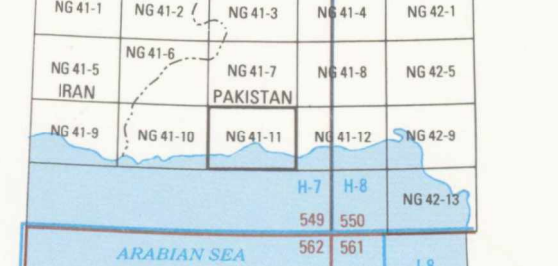 NG 41-1 NG 41-2 NG 41-3 NG 41-4 NG 42-1
NG 41-6
NG 41-5 NG 41-7 NG 41-8 NG 42-5
IRAN PAKISTAN
NG 41-9 NG 41-10 NG 41-11 NG 41-12 NG 42-9
H-7 H-8
NG 42-13
549 550
ARABIAN SEA 562 561